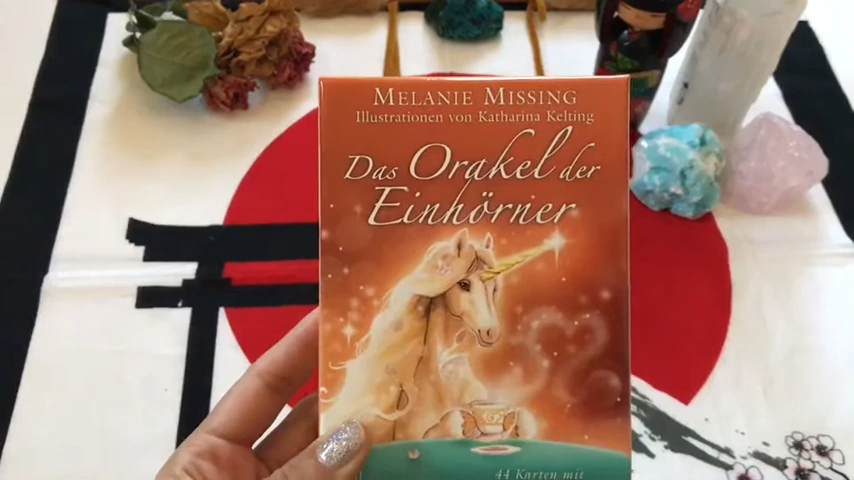 MELANIE MISSING
Illustrationen von Katharina Kelting
Das Orakel der
Einhörner
44 Karten mit